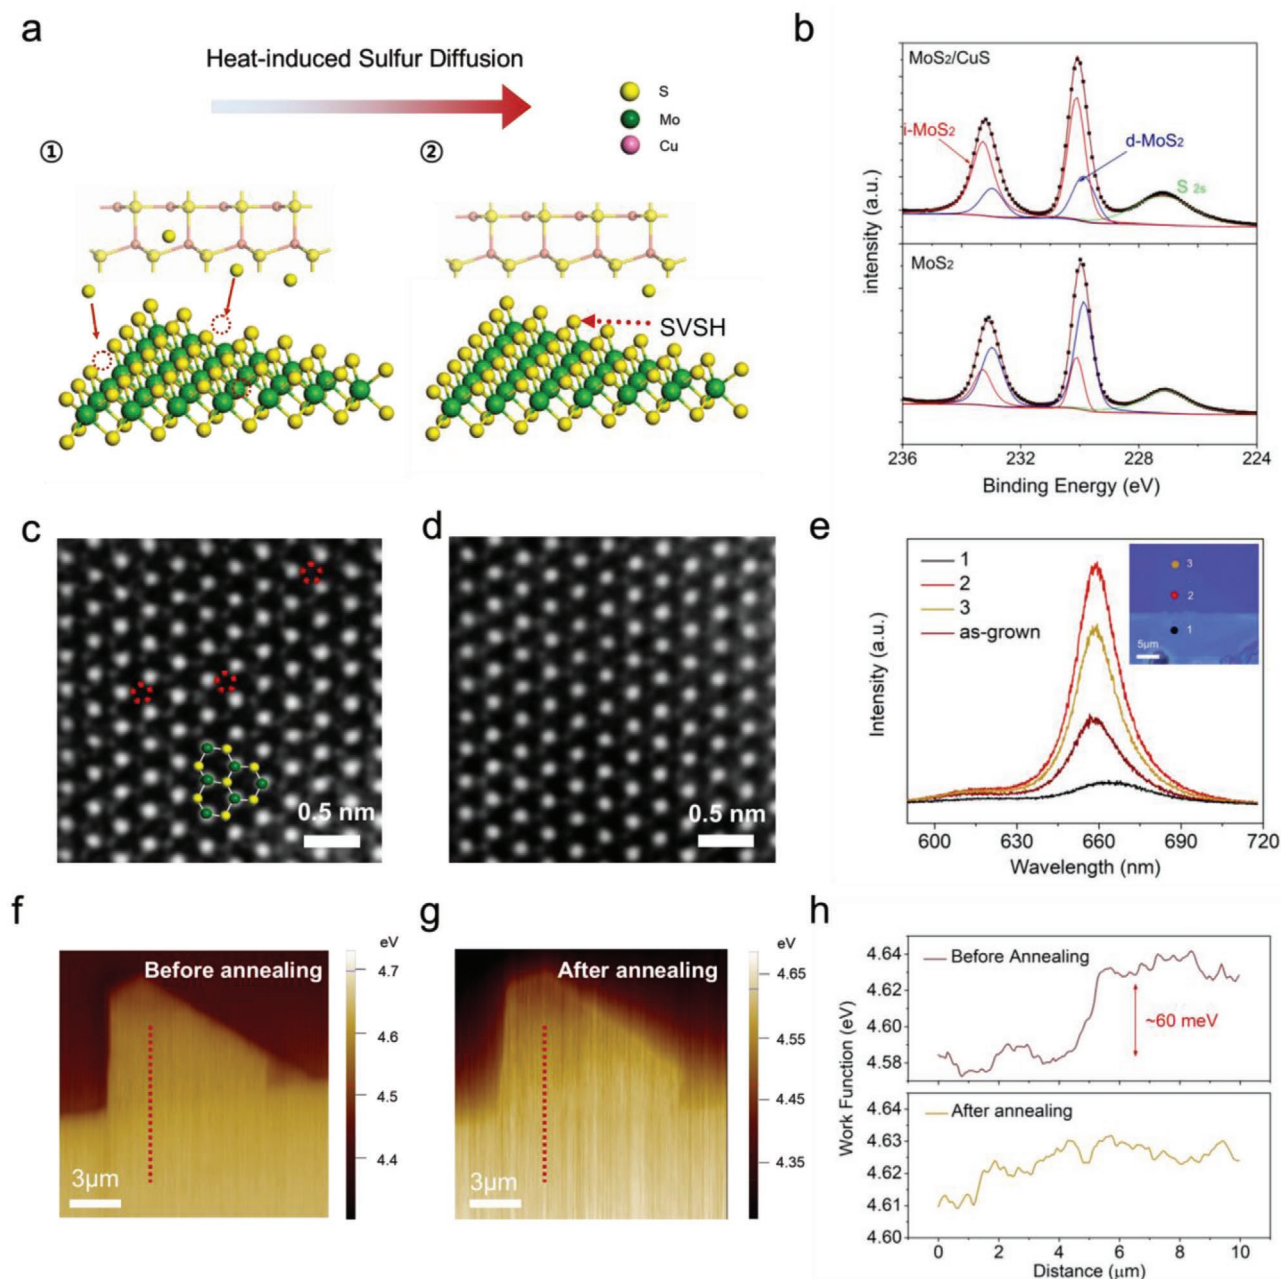 a
Heat-induced Sulfur Diffusion
S
Mo
Cu
①
②
SVSH
b
MoS2/CuS
i-MoS2
d-MoS2
S 2s
MoS2
intensity (a.u.)
236
232
228
224
Binding Energy (eV)
c
0.5 nm
d
0.5 nm
e
1
2
3
as-grown
3
2
1
5μm
Intensity (a.u.)
600
630
660
690
720
Wavelength (nm)
f
Before annealing
3μm
eV
4.7
4.6
4.5
4.4
g
After annealing
3μm
eV
4.65
4.55
4.45
4.35
h
Before Annealing
~60 meV
4.64
4.62
4.60
4.58
After annealing
4.64
4.63
4.62
4.61
4.60
Work Function (eV)
0
2
4
6
8
10
Distance (μm)